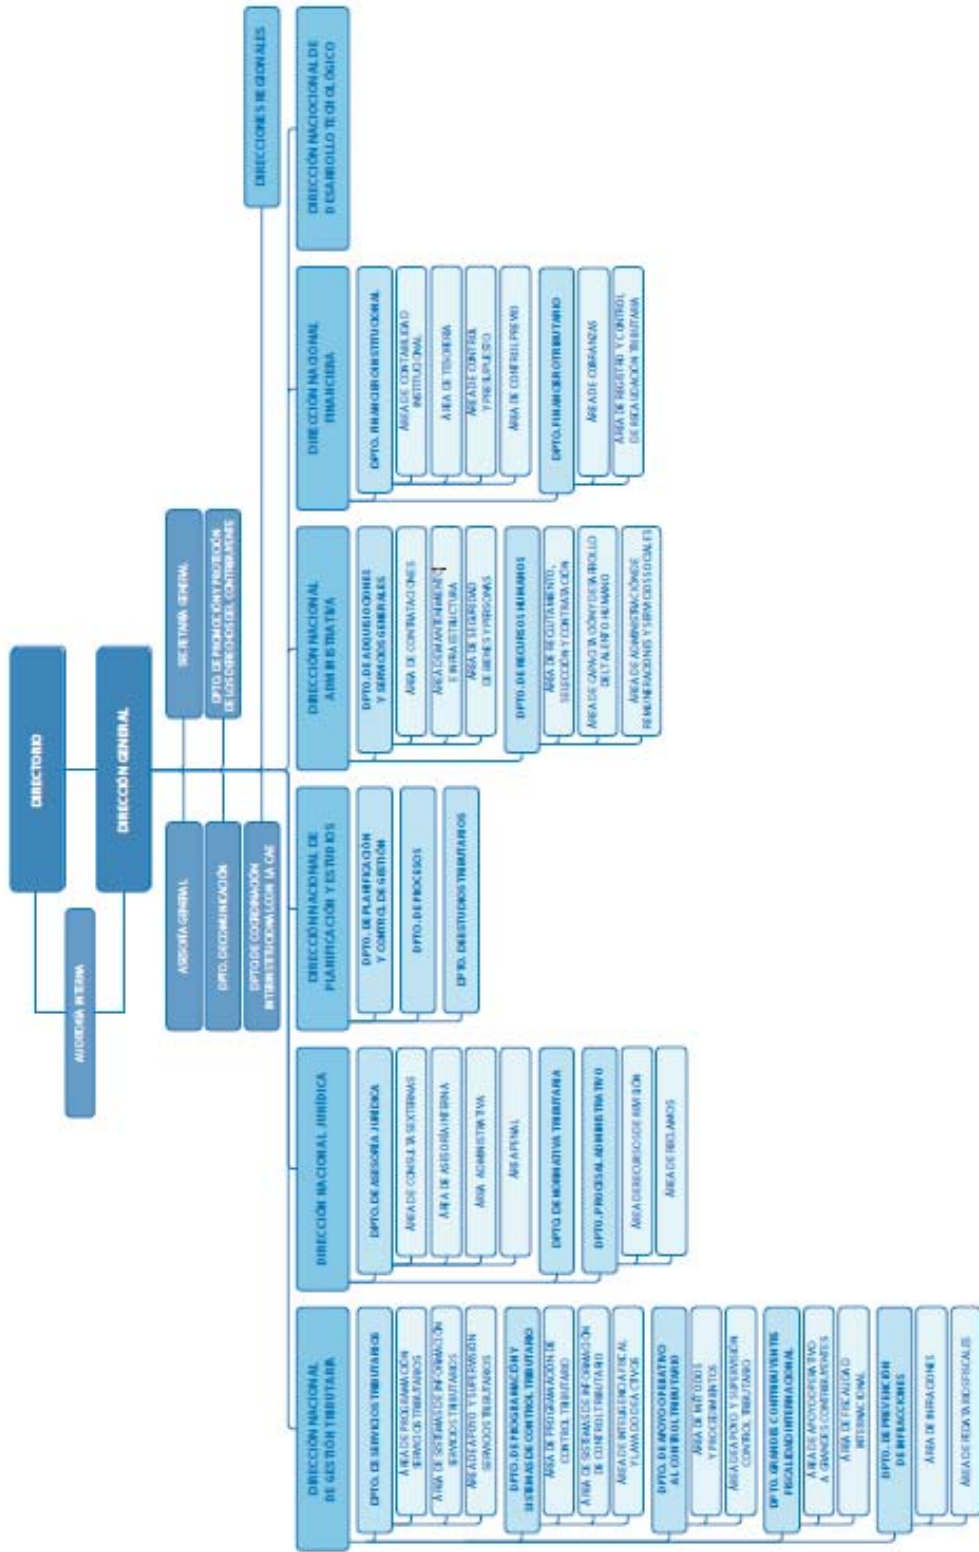 DIRECTORIO
AUDITORÍA INTERNA
DIRECCIÓN GENERAL
ASESORÍA GENERAL
SECRETARÍA GENERAL
DPTO. DE COMUNICACIÓN
DPTO. DE PROMOCIÓN Y PROTECIÓN
DE LOS DERECHOS DEL CONTRIBUYENTE
DPTO DE COORDINACIÓN
INTERINSTITUCIONAL CON LA CAE
DIRECCIONES REGIONALES
DIRECCIÓN NACIONAL
DE GESTIÓN TRIBUTARIA
DPTO. DE SERVICIOS TRIBUTARIOS
ÁREA DE PROGRAMACIÓN
SERVICIOS TRIBUTARIOS
ÁREA DE SISTEMAS DE INFORMACIÓN
SERVICIOS TRIBUTARIOS
ÁREA DE APOYO Y SUPERVISIÓN
SERVICIOS TRIBUTARIOS
DPTO. DE PROGRAMACIÓN Y
SISTEMAS DE CONTROL TRIBUTARIO
ÁREA DE PROGRAMACIÓN DE
CONTROL TRIBUTARIO
ÁREA DE SISTEMAS DE INFORMACIÓN
DE CONTROL TRIBUTARIO
ÁREA DE INTELIGENCIA FISCAL
Y LAVADO DE ACTIVOS
DPTO. DE APOYO OPERATIVO
AL CONTROL TRIBUTARIO
ÁREA DE MÉTODOS
Y PROCEDIMIENTOS
ÁREA DE APOYO Y SUPERVISIÓN
CONTROL TRIBUTARIO
DPTO. GRANDES CONTRIBUYENTES
FISCALIDAD INTERNACIONAL
ÁREA DE APOYO OPERATIVO
A GRANDES CONTRIBUYENTES
ÁREA DE FISCALIDAD
INTERNACIONAL
DPTO. DE PREVENCIÓN
DE INFRACCIONES
ÁREA DE INFRACIONES
ÁREA DE FEDATARIOS FISCALES
DIRECCIÓN NACIONAL JURÍDICA
DPTO. DE ASESORÍA JURÍDICA
ÁREA DE CONSULTAS EXTERNAS
ÁREA DE ASESORÍA INTERNA
ÁREA ADMINISTRATIVA
ÁREA PENAL
DPTO. DE NORMATIVA TRIBUTARIA
DPTO. PROCESAL ADMINISTRATIVO
ÁREA DE RECURSOS DE REVISIÓN
ÁREA DE RECLAMOS
DIRECCIÓN NACIONAL DE
PLANIFICACIÓN Y ESTUDIOS
DPTO. DE PLANIFICACIÓN
Y CONTROL DE GESTIÓN
DPTO. DE PROCESOS
DPTO. DE ESTUDIOS TRIBUTARIOS
DIRECCIÓN NACIONAL
ADMINISTRATIVA
DPTO. DE ADQUISICIONES
Y SERVICIOS GENERALES
ÁREA DE CONTRATACIONES
ÁREA DE MANTENIMIENTO
E INFRAESTRUCTURA
ÁREA DE SEGURIDAD
DE BIENES Y PERSONAS
DPTO. DE RECURSOS HUMANOS
ÁREA DE RECLUTAMIENTO,
SELECCIÓN Y CONTRATACIÓN
ÁREA DE CAPACITACIÓN Y DESARROLLO
DEL TALENTO HUMANO
ÁREA DE ADMINISTRACIÓN DE
REMUNERACIONES Y SERVICIOS SOCIALES
DIRECCIÓN NACIONAL
FINANCIERA
DPTO. FINANCIERO INSTITUCIONAL
ÁREA DE CONTABILIDAD
INSTITUCIONAL
ÁREA DE TESORERÍA
ÁREA DE CONTROL
Y PRESUPUESTO
ÁREA DE CONTROL PREVIO
DPTO. FINANCIERO TRIBUTARIO
ÁREA DE COBRANZAS
ÁREA DE REGISTRO Y CONTROL
DE RECAUDACIÓN TRIBUTARIA
DIRECCIÓN NACIOCIONAL DE
DESARROLLO TECNOLÓGICO